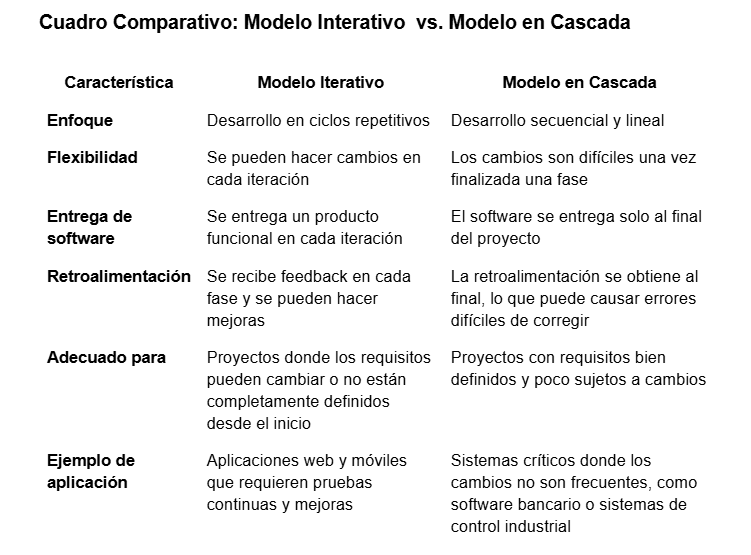 Cuadro Comparativo: Modelo Interativo vs. Modelo en Cascada
Característica Modelo Iterativo Modelo en Cascada
Enfoque Desarrollo en ciclos repetitivos Desarrollo secuencial y lineal
Flexibilidad Se pueden hacer cambios en Los cambios son difíciles una vez
cada iteración finalizada una fase
Entrega de Se entrega un producto El software se entrega solo al final
software funcional en cada iteración del proyecto
Retroalimentación Se recibe feedback en cada La retroalimentación se obtiene al
fase y se pueden hacer final, lo que puede causar errores
mejoras difíciles de corregir
Adecuado para Proyectos donde los requisitos Proyectos con requisitos bien
pueden cambiar o no están definidos y poco sujetos a cambios
completamente definidos
desde el inicio
Ejemplo de Aplicaciones web y móviles Sistemas críticos donde los
aplicación que requieren pruebas cambios no son frecuentes, como
continuas y mejoras software bancario o sistemas de
control industrial